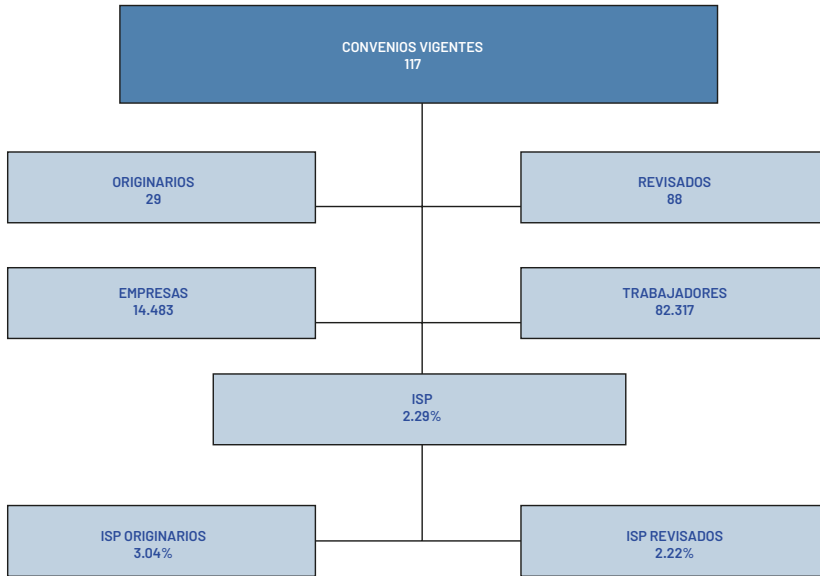 CONVENIOS VIGENTES
117
ORIGINARIOS
29
REVISADOS
88
EMPRESAS
14.483
TRABAJADORES
82.317
ISP
2.29%
ISP ORIGINARIOS
3.04%
ISP REVISADOS
2.22%